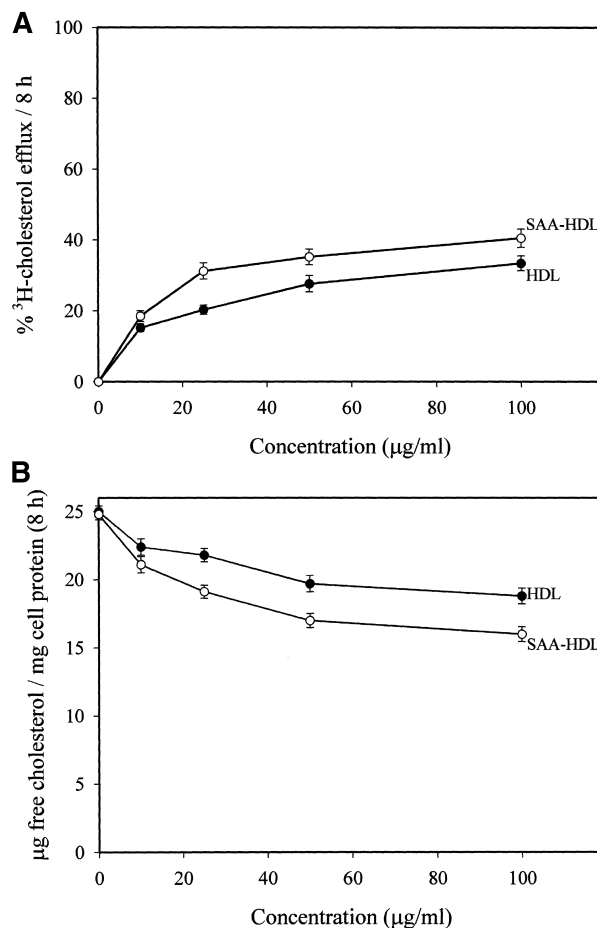 A
% ³H-cholesterol efflux / 8 h
100
80
60
40
20
0
SAA-HDL
HDL
0 20 40 60 80 100
Concentration (µg/ml)
B
µg free cholesterol / mg cell protein (8 h)
25
20
15
10
5
0
HDL
SAA-HDL
0 20 40 60 80 100
Concentration (µg/ml)